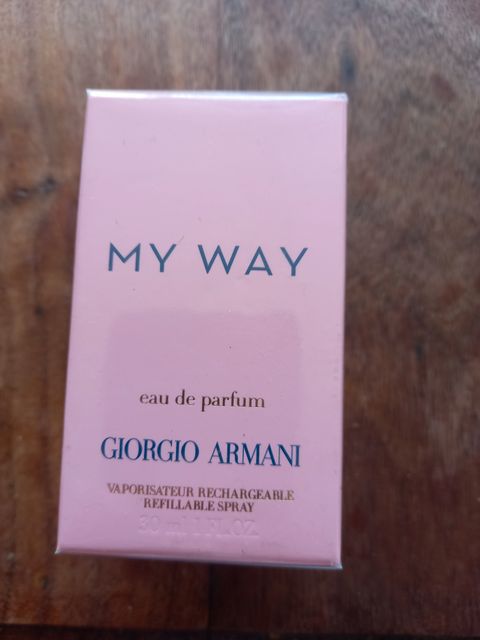 MY WAY
eau de parfum
GIORGIO ARMANI
VAPORISATEUR RECHARGEABLE
REFILLABLE SPRAY
30 ml 1 FL.OZ.